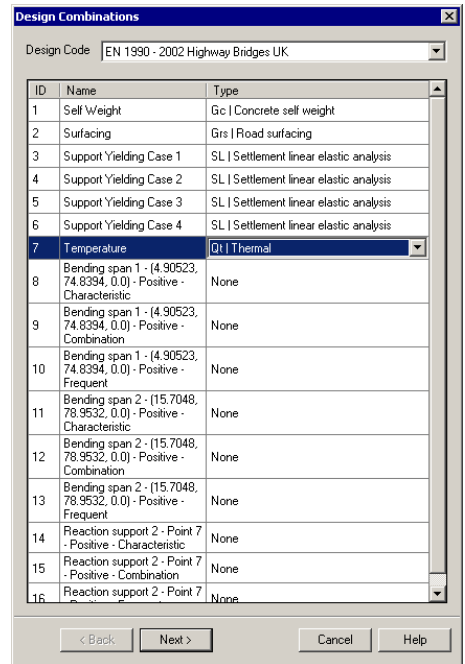 Design Combinations
Design Code EN 1990 - 2002 Highway Bridges UK
ID Name Type
1 Self Weight Gc | Concrete self weight
2 Surfacing Grs | Road surfacing
3 Support Yielding Case 1 SL | Settlement linear elastic analysis
4 Support Yielding Case 2 SL | Settlement linear elastic analysis
5 Support Yielding Case 3 SL | Settlement linear elastic analysis
6 Support Yielding Case 4 SL | Settlement linear elastic analysis
7 Temperature Qt | Thermal
Bending span 1 - (4.90523,
8 74.8394, 0.0) - Positive - None
Characteristic
Bending span 1 - (4.90523,
9 74.8394, 0.0) - Positive - None
Combination
Bending span 1 - (4.90523,
10 74.8394, 0.0) - Positive - None
Frequent
Bending span 2 - (15.7048,
11 78.9532, 0.0) - Positive - None
Characteristic
Bending span 2 - (15.7048,
12 78.9532, 0.0) - Positive - None
Combination
Bending span 2 - (15.7048,
13 78.9532, 0.0) - Positive - None
Frequent
14 Reaction support 2 - Point 7 None
- Positive - Characteristic
15 Reaction support 2 - Point 7 None
- Positive - Combination
16 Reaction support 2 - Point 7 None
< Back Next > Cancel Help